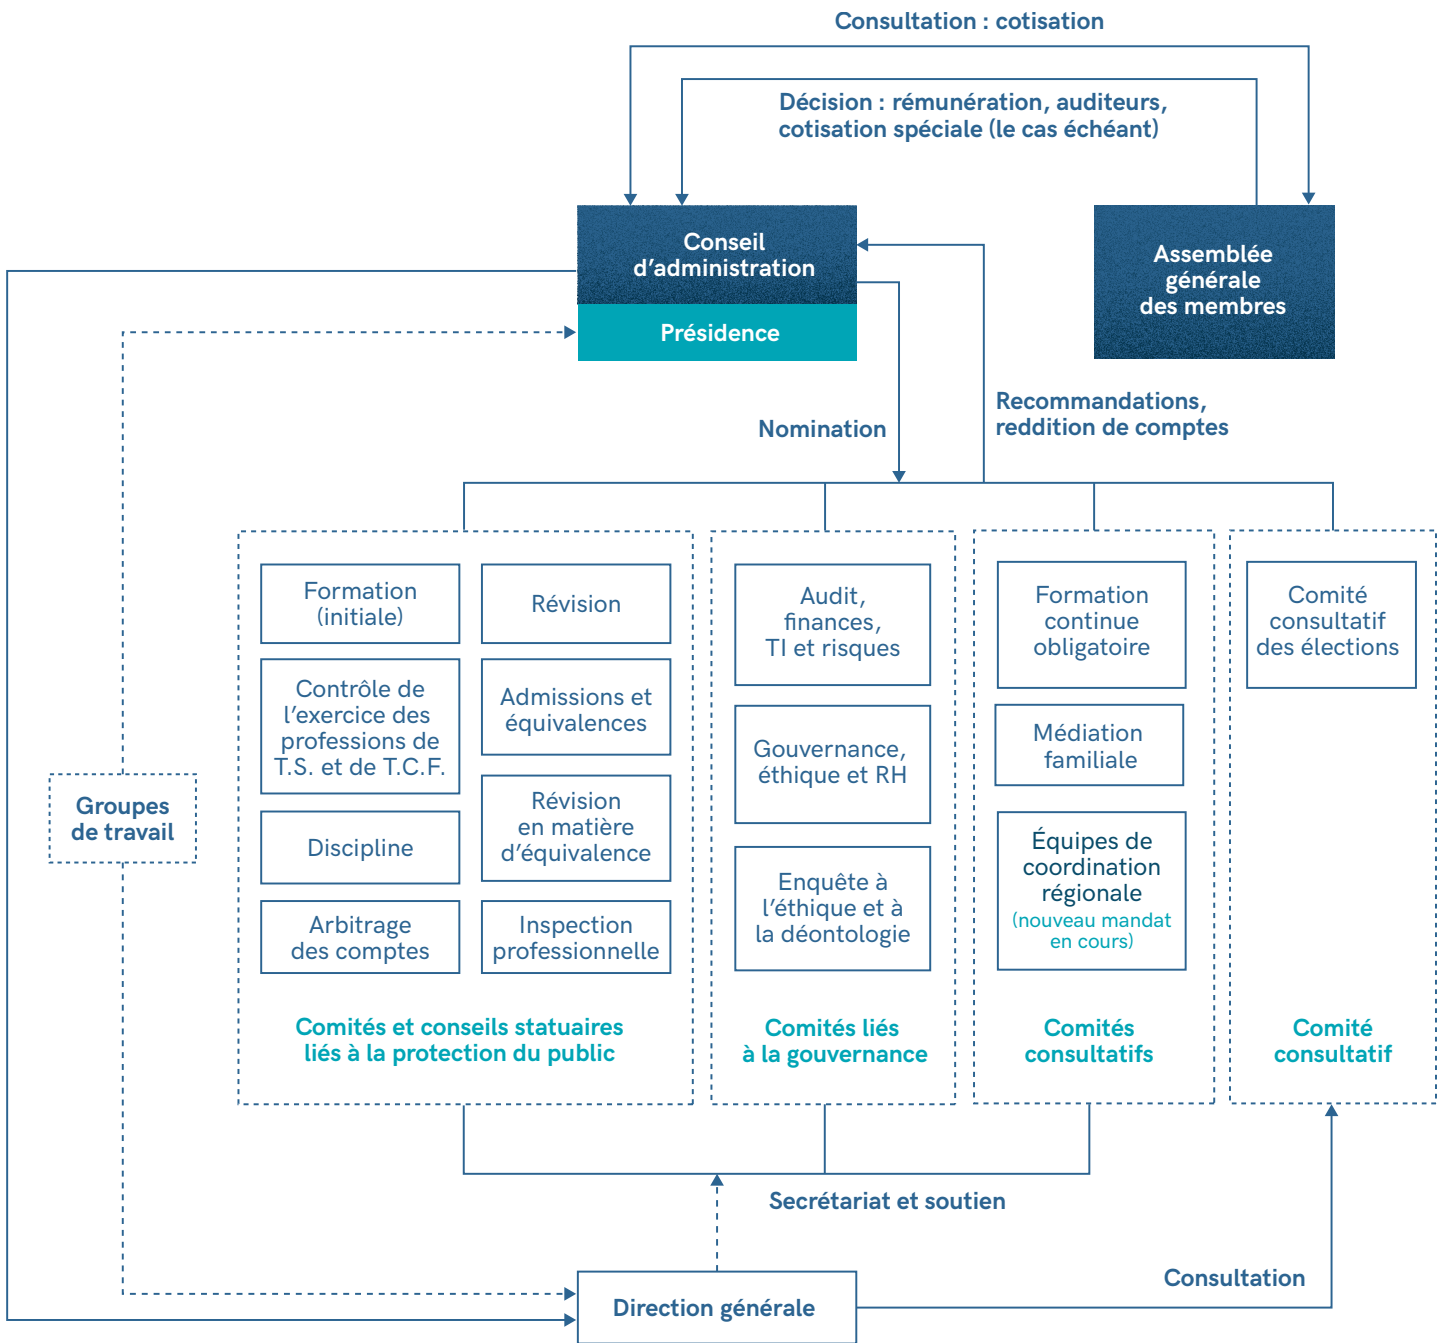 Consultation : cotisation
Décision : rémunération, auditeurs,
cotisation spéciale (le cas échéant)
Conseil
d'administration
Présidence
Assemblée
générale
des membres
Nomination
Recommandations,
reddition de comptes
Groupes
de travail
Formation
(initiale)
Révision
Contrôle de
l'exercice des
professions de
T.S. et de T.C.F.
Admissions et
équivalences
Discipline
Révision
en matière
d'équivalence
Arbitrage
des comptes
Inspection
professionnelle
Comités et conseils statuaires
liés à la protection du public
Audit,
finances,
TI et risques
Gouvernance,
éthique et RH
Enquête à
l'éthique et à
la déontologie
Comités liés
à la gouvernance
Formation
continue
obligatoire
Médiation
familiale
Équipes de
coordination
régionale
(nouveau mandat
en cours)
Comités
consultatifs
Comité
consultatif
des élections
Comité
consultatif
Secrétariat et soutien
Consultation
Direction générale